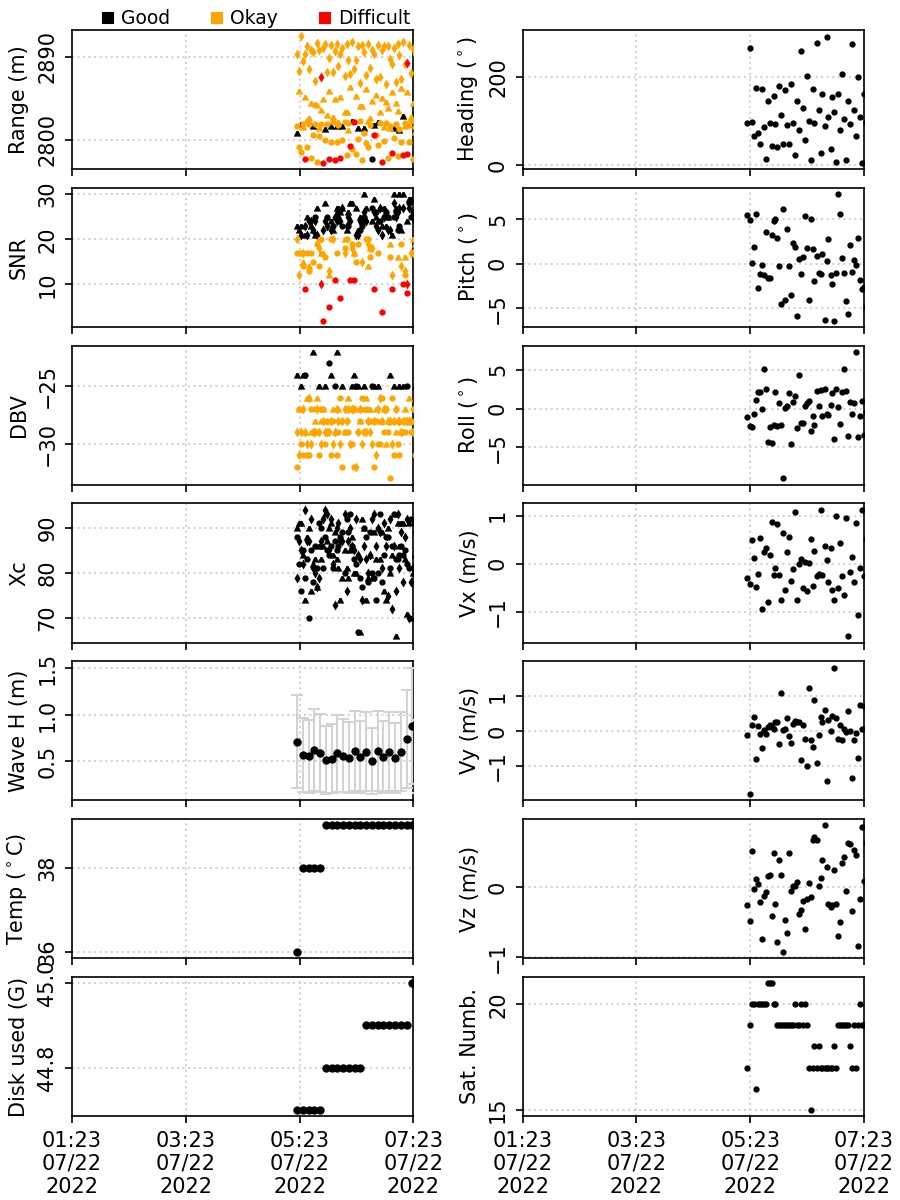 Good Okay Difficult
Range (m)
2890
2800
Heading (°)
200
0
SNR
30
20
10
Pitch (°)
5
0
−5
DBV
−25
−30
Roll (°)
5
0
−5
Xc
90
80
70
Vx (m/s)
1
0
−1
Wave H (m)
1.5
1.0
0.5
Vy (m/s)
1
0
−1
Temp (°C)
38
36
Vz (m/s)
0
−1
Disk used (G)
45.0
44.8
Sat. Numb.
20
15
01:23 03:23 05:23 07:23 01:23 03:23 05:23 07:23
07/22 07/22 07/22 07/22 07/22 07/22 07/22 07/22
2022 2022 2022 2022 2022 2022 2022 2022